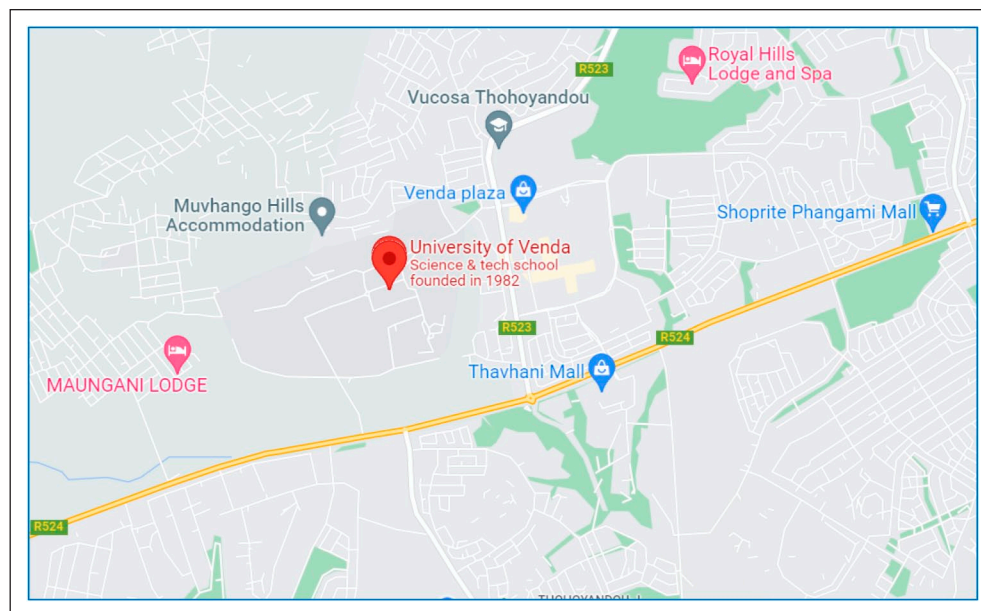 Royal Hills
Lodge and Spa
R523
Vucosa Thohoyandou
Venda plaza
Muvhango Hills
Accommodation
Shoprite Phangami Mall
University of Venda
Science & tech school
founded in 1982
R523
R524
Thavhani Mall
MAUNGANI LODGE
R524